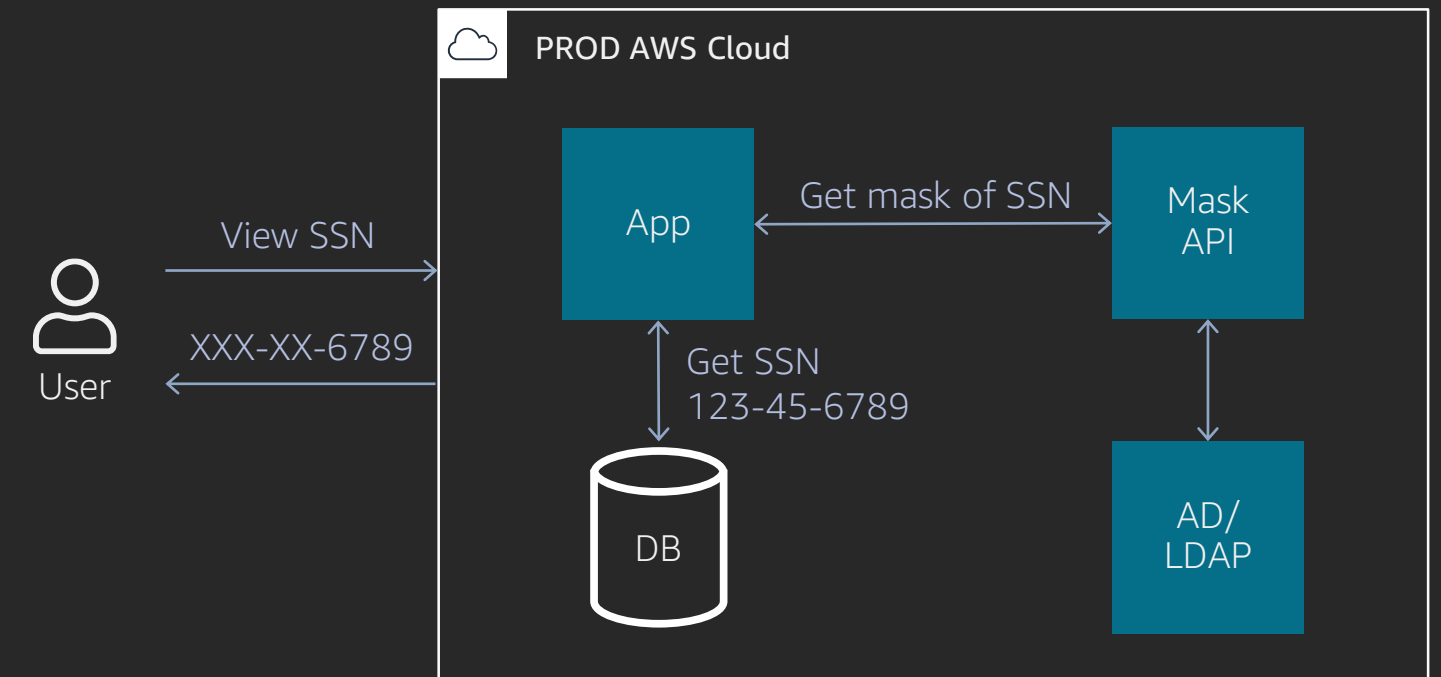 PROD AWS Cloud
View SSN
XXX-XX-6789
User
App
Get mask of SSN
Mask
API
Get SSN
123-45-6789
DB
AD/
LDAP